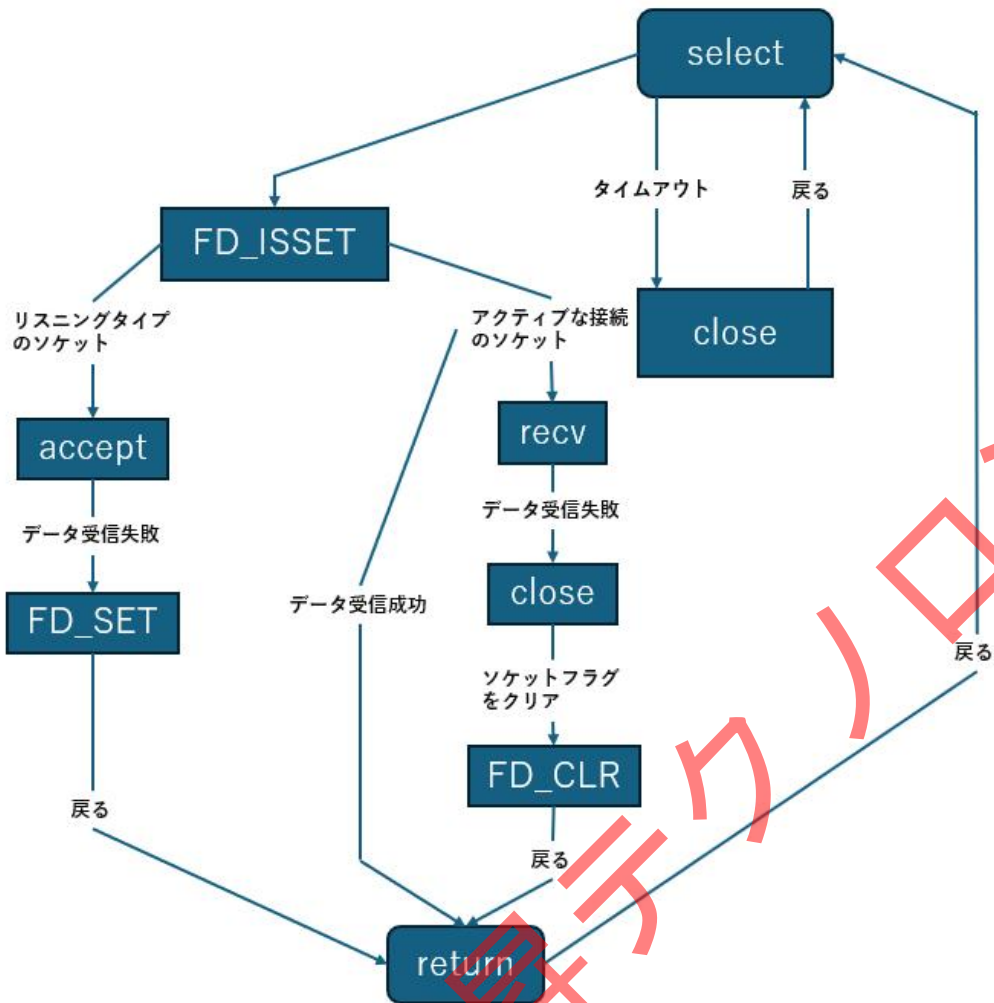 select
タイムアウト
戻る
FD_ISSET
リスニングタイプ
のソケット
アクティブな接続
のソケット
close
accept
recv
データ受信失敗
データ受信失敗
FD_SET
close
データ受信成功
ソケットフラグ
をクリア
戻る
FD_CLR
戻る
戻る
return
テクノロ